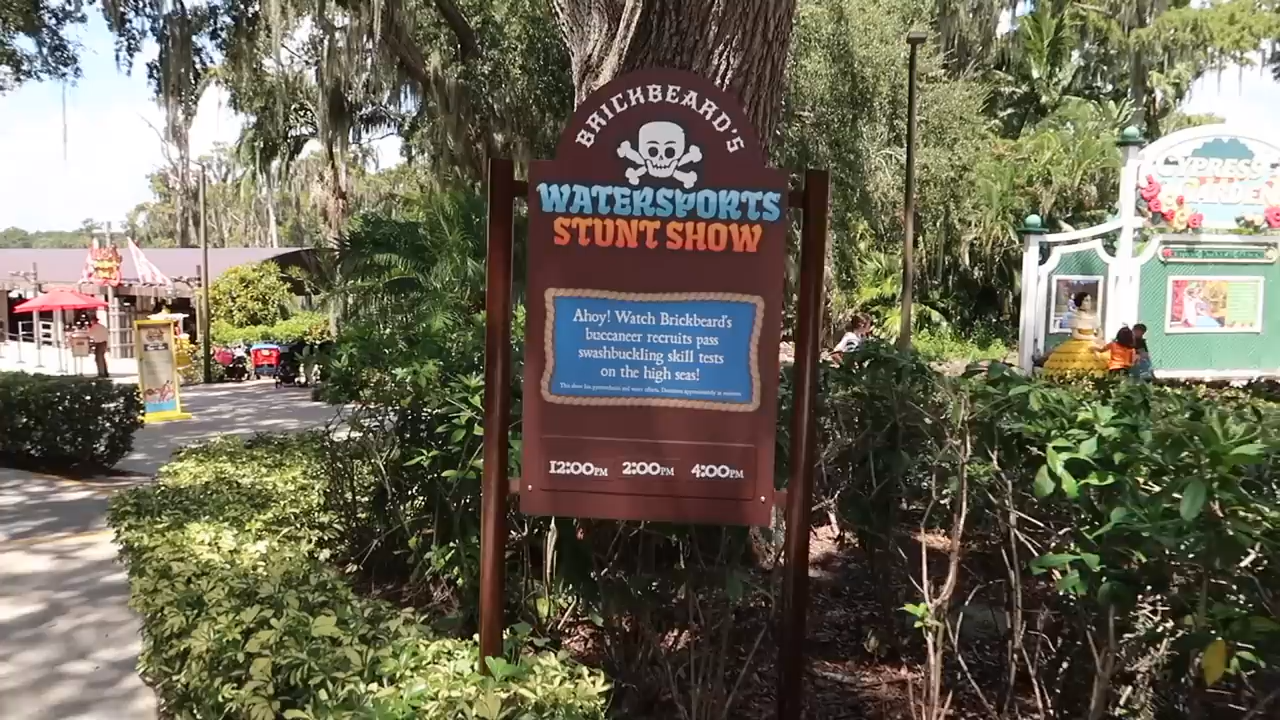 BRICKBEARD'S
WATERSPORTS
STUNT SHOW
Ahoy! Watch Brickbeard's
buccaneer recruits pass
swashbuckling skill tests
on the high seas!
12:00PM 2:00PM 4:00PM
CYPRESS
GARDEN